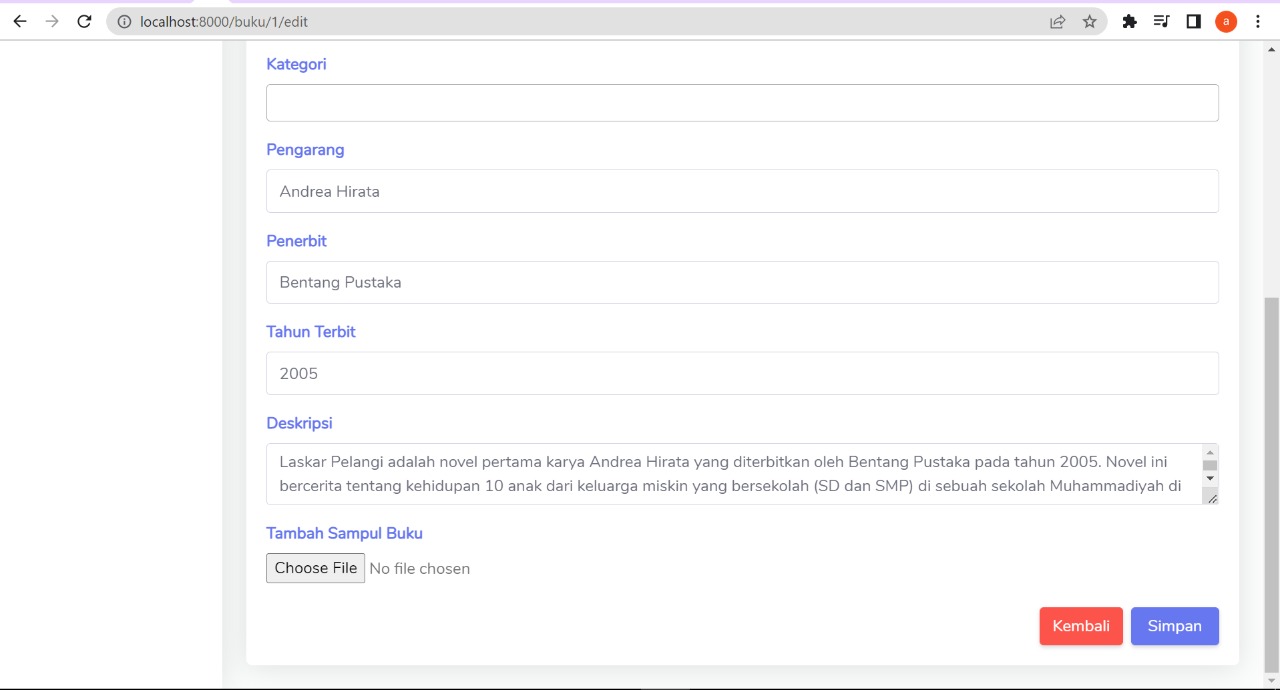 localhost:8000/buku/1/edit
a
Kategori
Pengarang
Andrea Hirata
Penerbit
Bentang Pustaka
Tahun Terbit
2005
Deskripsi
Laskar Pelangi adalah novel pertama karya Andrea Hirata yang diterbitkan oleh Bentang Pustaka pada tahun 2005. Novel ini
bercerita tentang kehidupan 10 anak dari keluarga miskin yang bersekolah (SD dan SMP) di sebuah sekolah Muhammadiyah di
Tambah Sampul Buku
Choose File No file chosen
Kembali Simpan